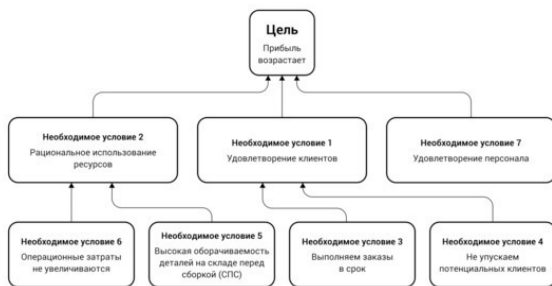 Цель
Прибыль
возрастает
Необходимое условие 2
Рациональное использование
ресурсов
Необходимое условие 1
Удовлетворение клиентов
Необходимое условие 7
Удовлетворение персонала
Необходимое условие 6
Операционные затраты
не увеличиваются
Необходимое условие 5
Высокая оборачиваемость
деталей на складе перед
сборкой (СПС)
Необходимое условие 3
Выполняем заказы
в срок
Необходимое условие 4
Не упускаем
потенциальных клиентов